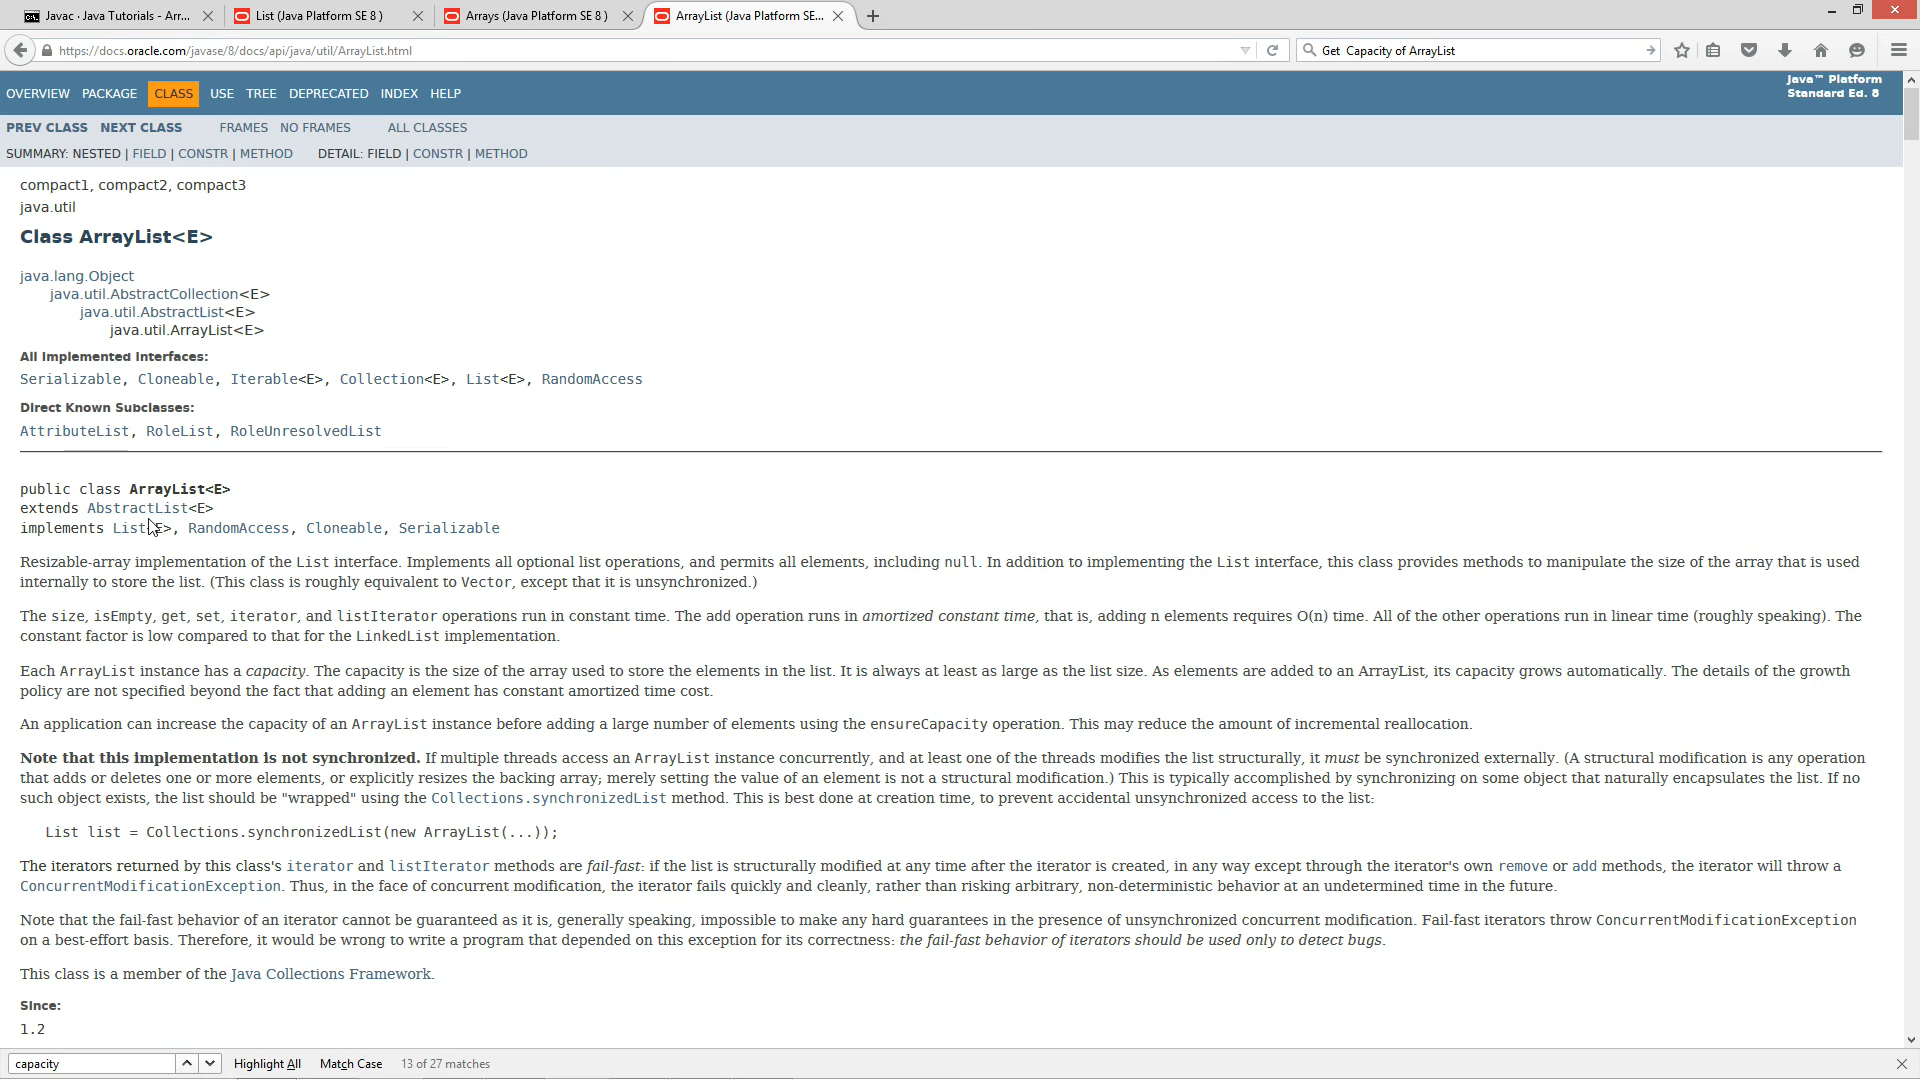 Javac · Java Tutorials - Arr...
List (Java Platform SE 8 )
Arrays (Java Platform SE 8 )
ArrayList (Java Platform SE...
https://docs.oracle.com/javase/8/docs/api/java/util/ArrayList.html
Get Capacity of ArrayList
OVERVIEW PACKAGE CLASS USE TREE DEPRECATED INDEX HELP
Java™ Platform
Standard Ed. 8
PREV CLASS NEXT CLASS FRAMES NO FRAMES ALL CLASSES
SUMMARY: NESTED | FIELD | CONSTR | METHOD DETAIL: FIELD | CONSTR | METHOD
compact1, compact2, compact3
java.util
Class ArrayList<E>
java.lang.Object
java.util.AbstractCollection<E>
java.util.AbstractList<E>
java.util.ArrayList<E>
All Implemented Interfaces:
Serializable, Cloneable, Iterable<E>, Collection<E>, List<E>, RandomAccess
Direct Known Subclasses:
AttributeList, RoleList, RoleUnresolvedList
public class ArrayList<E>
extends AbstractList<E>
implements List<E>, RandomAccess, Cloneable, Serializable
Resizable-array implementation of the List interface. Implements all optional list operations, and permits all elements, including null. In addition to implementing the List interface, this class provides methods to manipulate the size of the array that is used
internally to store the list. (This class is roughly equivalent to Vector, except that it is unsynchronized.)
The size, isEmpty, get, set, iterator, and listIterator operations run in constant time. The add operation runs in amortized constant time, that is, adding n elements requires O(n) time. All of the other operations run in linear time (roughly speaking). The
constant factor is low compared to that for the LinkedList implementation.
Each ArrayList instance has a capacity. The capacity is the size of the array used to store the elements in the list. It is always at least as large as the list size. As elements are added to an ArrayList, its capacity grows automatically. The details of the growth
policy are not specified beyond the fact that adding an element has constant amortized time cost.
An application can increase the capacity of an ArrayList instance before adding a large number of elements using the ensureCapacity operation. This may reduce the amount of incremental reallocation.
Note that this implementation is not synchronized. If multiple threads access an ArrayList instance concurrently, and at least one of the threads modifies the list structurally, it must be synchronized externally. (A structural modification is any operation
that adds or deletes one or more elements, or explicitly resizes the backing array; merely setting the value of an element is not a structural modification.) This is typically accomplished by synchronizing on some object that naturally encapsulates the list. If no
such object exists, the list should be "wrapped" using the Collections.synchronizedList method. This is best done at creation time, to prevent accidental unsynchronized access to the list:
List list = Collections.synchronizedList(new ArrayList(...));
The iterators returned by this class's iterator and listIterator methods are fail-fast: if the list is structurally modified at any time after the iterator is created, in any way except through the iterator's own remove or add methods, the iterator will throw a
ConcurrentModificationException. Thus, in the face of concurrent modification, the iterator fails quickly and cleanly, rather than risking arbitrary, non-deterministic behavior at an undetermined time in the future.
Note that the fail-fast behavior of an iterator cannot be guaranteed as it is, generally speaking, impossible to make any hard guarantees in the presence of unsynchronized concurrent modification. Fail-fast iterators throw ConcurrentModificationException
on a best-effort basis. Therefore, it would be wrong to write a program that depended on this exception for its correctness: the fail-fast behavior of iterators should be used only to detect bugs.
This class is a member of the Java Collections Framework.
Since:
1.2
capacity
Highlight All
Match Case
13 of 27 matches